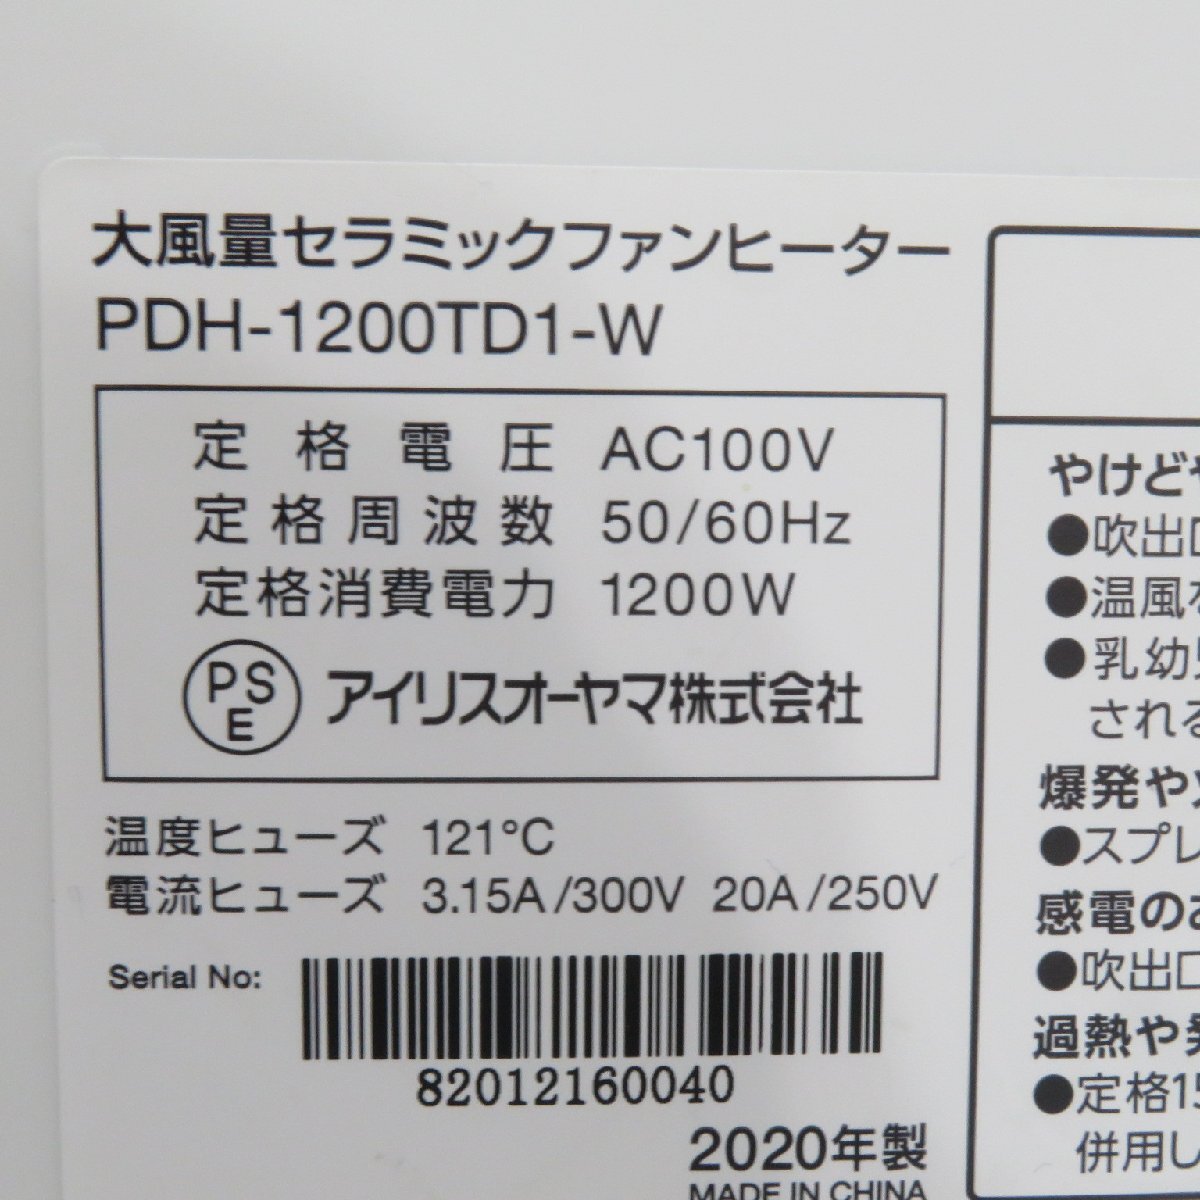 大風量セラミックファンヒーター
PDH-1200TD1-W
定格電圧 AC100V
定格周波数 50/60Hz
定格消費電力 1200W
PSE アイリスオーヤマ株式会社
温度ヒューズ 121°C
電流ヒューズ 3.15A/300V 20A/250V
Serial No:
82012160040
2020年製
MADE IN CHINA
やけどや
●吹出口
●温風を
●乳幼児
される
爆発や
●スプレ
感電のお
●吹出口
過熱や発
●定格15
併用し